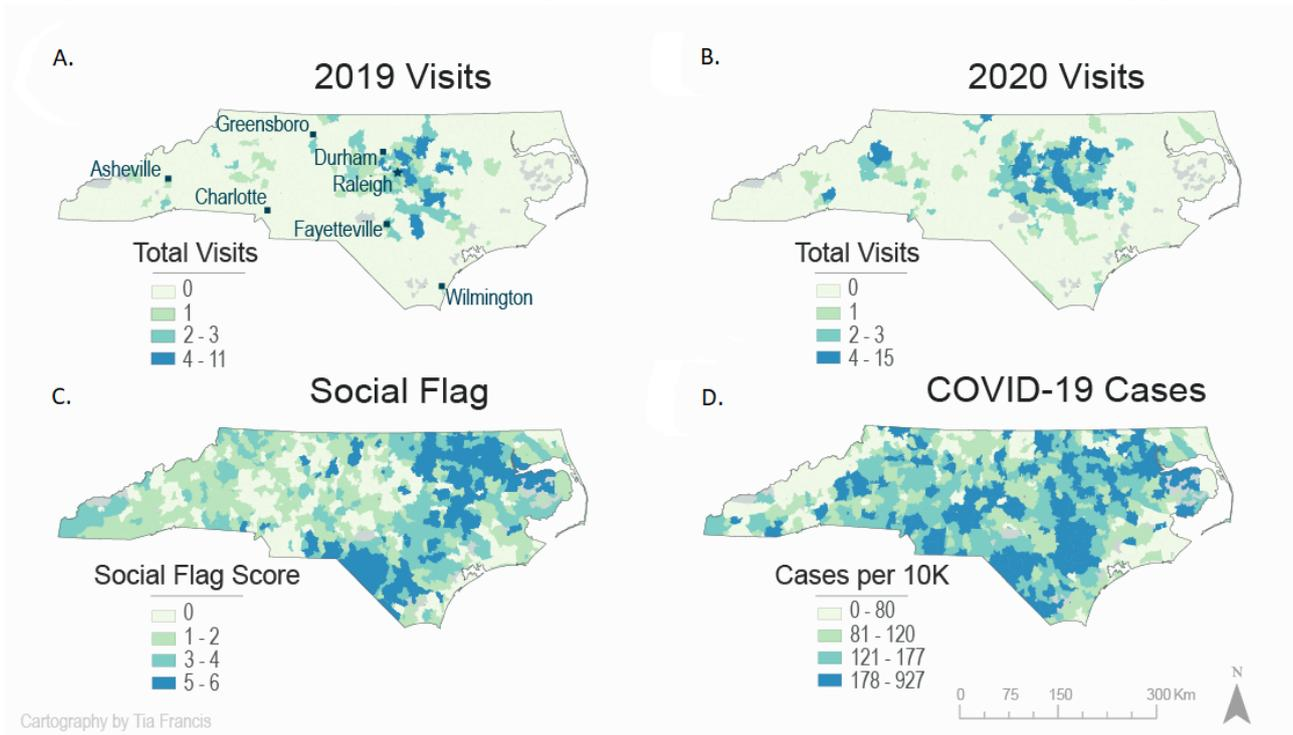 A.
2019 Visits
Greensboro
Durham
Asheville
Raleigh
Charlotte
Fayetteville
Wilmington
Total Visits
0
1
2 - 3
4 - 11
B.
2020 Visits
Total Visits
0
1
2 - 3
4 - 15
C.
Social Flag
Social Flag Score
0
1 - 2
3 - 4
5 - 6
D.
COVID-19 Cases
Cases per 10K
0 - 80
81 - 120
121 - 177
178 - 927
N
0 75 150 300 Km
Cartography by Tia Francis